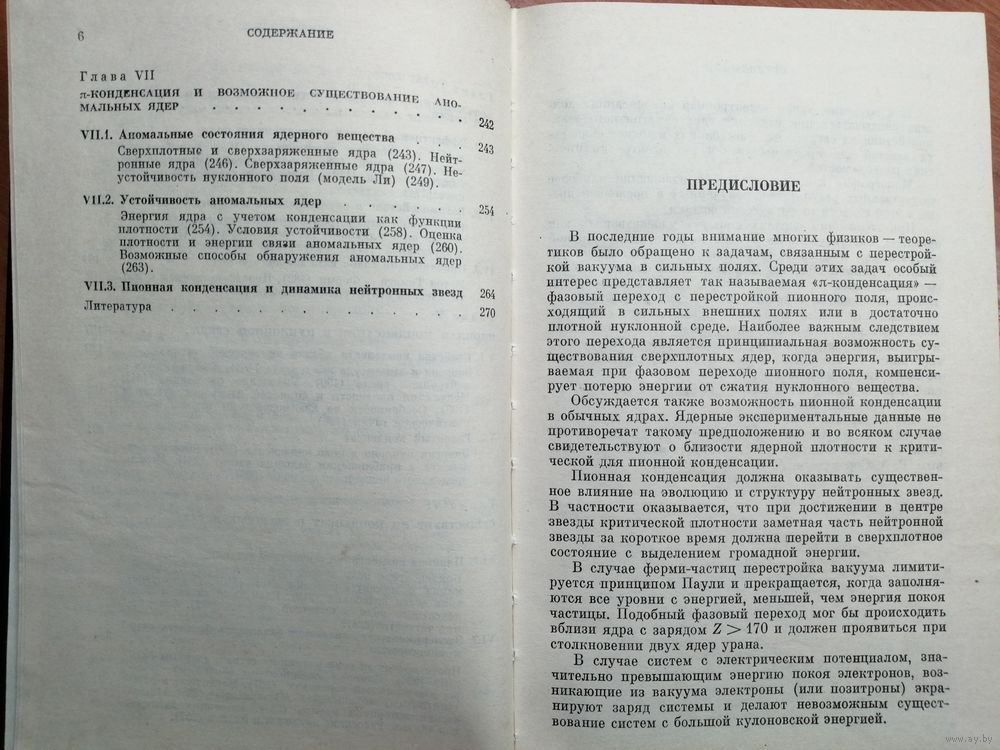 6
СОДЕРЖАНИЕ
Глава VII
π-КОНДЕНСАЦИЯ И ВОЗМОЖНОЕ СУЩЕСТВОВАНИЕ АНО-
МАЛЬНЫХ ЯДЕР . . . . . . . . . . 242
VII.1. Аномальные состояния ядерного вещества . . . 243
Сверхплотные и сверхзаряженные ядра (243). Нейт-
ронные ядра (246). Сверхзаряженные ядра (247). Не-
устойчивость нуклонного поля (модель Ли) (249).
VII.2. Устойчивость аномальных ядер . . . . . . 254
Энергия ядра с учетом конденсации как функции
плотности (254). Условия устойчивости (258). Оценка
плотности и энергии связи аномальных ядер (260).
Возможные способы обнаружения аномальных ядер
(263).
VII.3. Пионная конденсация и динамика нейтронных звезд 264
Литература . . . . . . . . . . . . . 270
ПРЕДИСЛОВИЕ
В последние годы внимание многих физиков — теоре-
тиков было обращено к задачам, связанным с перестрой-
кой вакуума в сильных полях. Среди этих задач особый
интерес представляет так называемая «π-конденсация» —
фазовый переход с перестройкой пионного поля, проис-
ходящий в сильных внешних полях или в достаточно
плотной нуклонной среде. Наиболее важным следствием
этого перехода является принципиальная возможность су-
ществования сверхплотных ядер, когда энергия, выигры-
ваемая при фазовом переходе пионного поля, компенси-
рует потерю энергии от сжатия нуклонного вещества.
Обсуждается также возможность пионной конденсации
в обычных ядрах. Ядерные экспериментальные данные не
противоречат такому предположению и во всяком случае
свидетельствуют о близости ядерной плотности к крити-
ческой для пионной конденсации.
Пионная конденсация должна оказывать существен-
ное влияние на эволюцию и структуру нейтронных звезд.
В частности оказывается, что при достижении в центре
звезды критической плотности заметная часть нейтронной
звезды за короткое время должна перейти в сверхплотное
состояние с выделением громадной энергии.
В случае ферми-частиц перестройка вакуума лимити-
руется принципом Паули и прекращается, когда заполня-
ются все уровни с энергией, меньшей, чем энергия покоя
частицы. Подобный фазовый переход мог бы происходить
вблизи ядра с зарядом Z > 170 и должен проявиться при
столкновении двух ядер урана.
В случае систем с электрическим потенциалом, зна-
чительно превышающим энергию покоя электронов, воз-
никающие из вакуума электроны (или позитроны) экра-
нируют заряд системы и делают невозможным сущест-
вование систем с большой кулоновской энергией.
www.ay.by